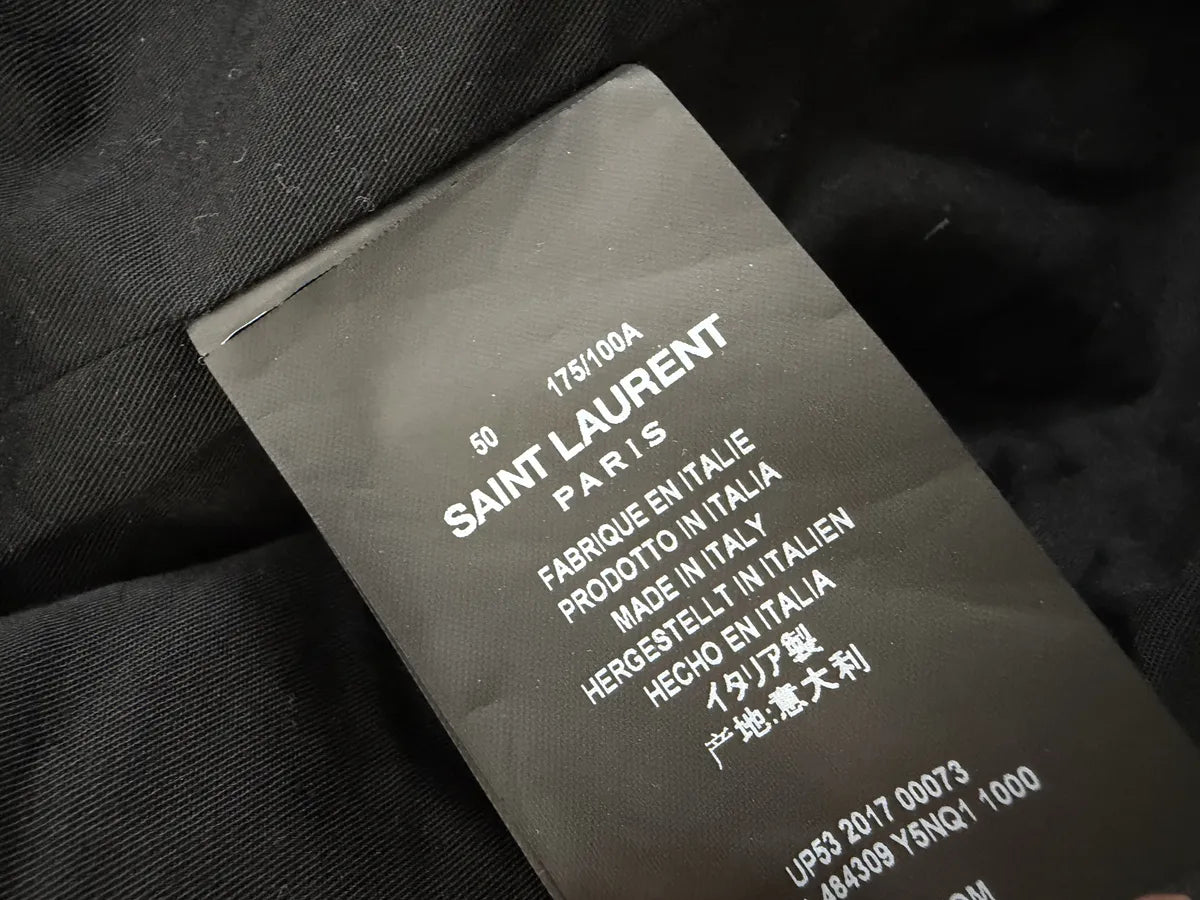 50 175/100A
SAINT LAURENT
PARIS
FABRIQUE EN ITALIE
PRODOTTO IN ITALIA
MADE IN ITALY
HERGESTELLT IN ITALIEN
HECHO EN ITALIA
イタリア製
产地:意大利
UP53 2017 00073
484309 Y5NQ1 1000